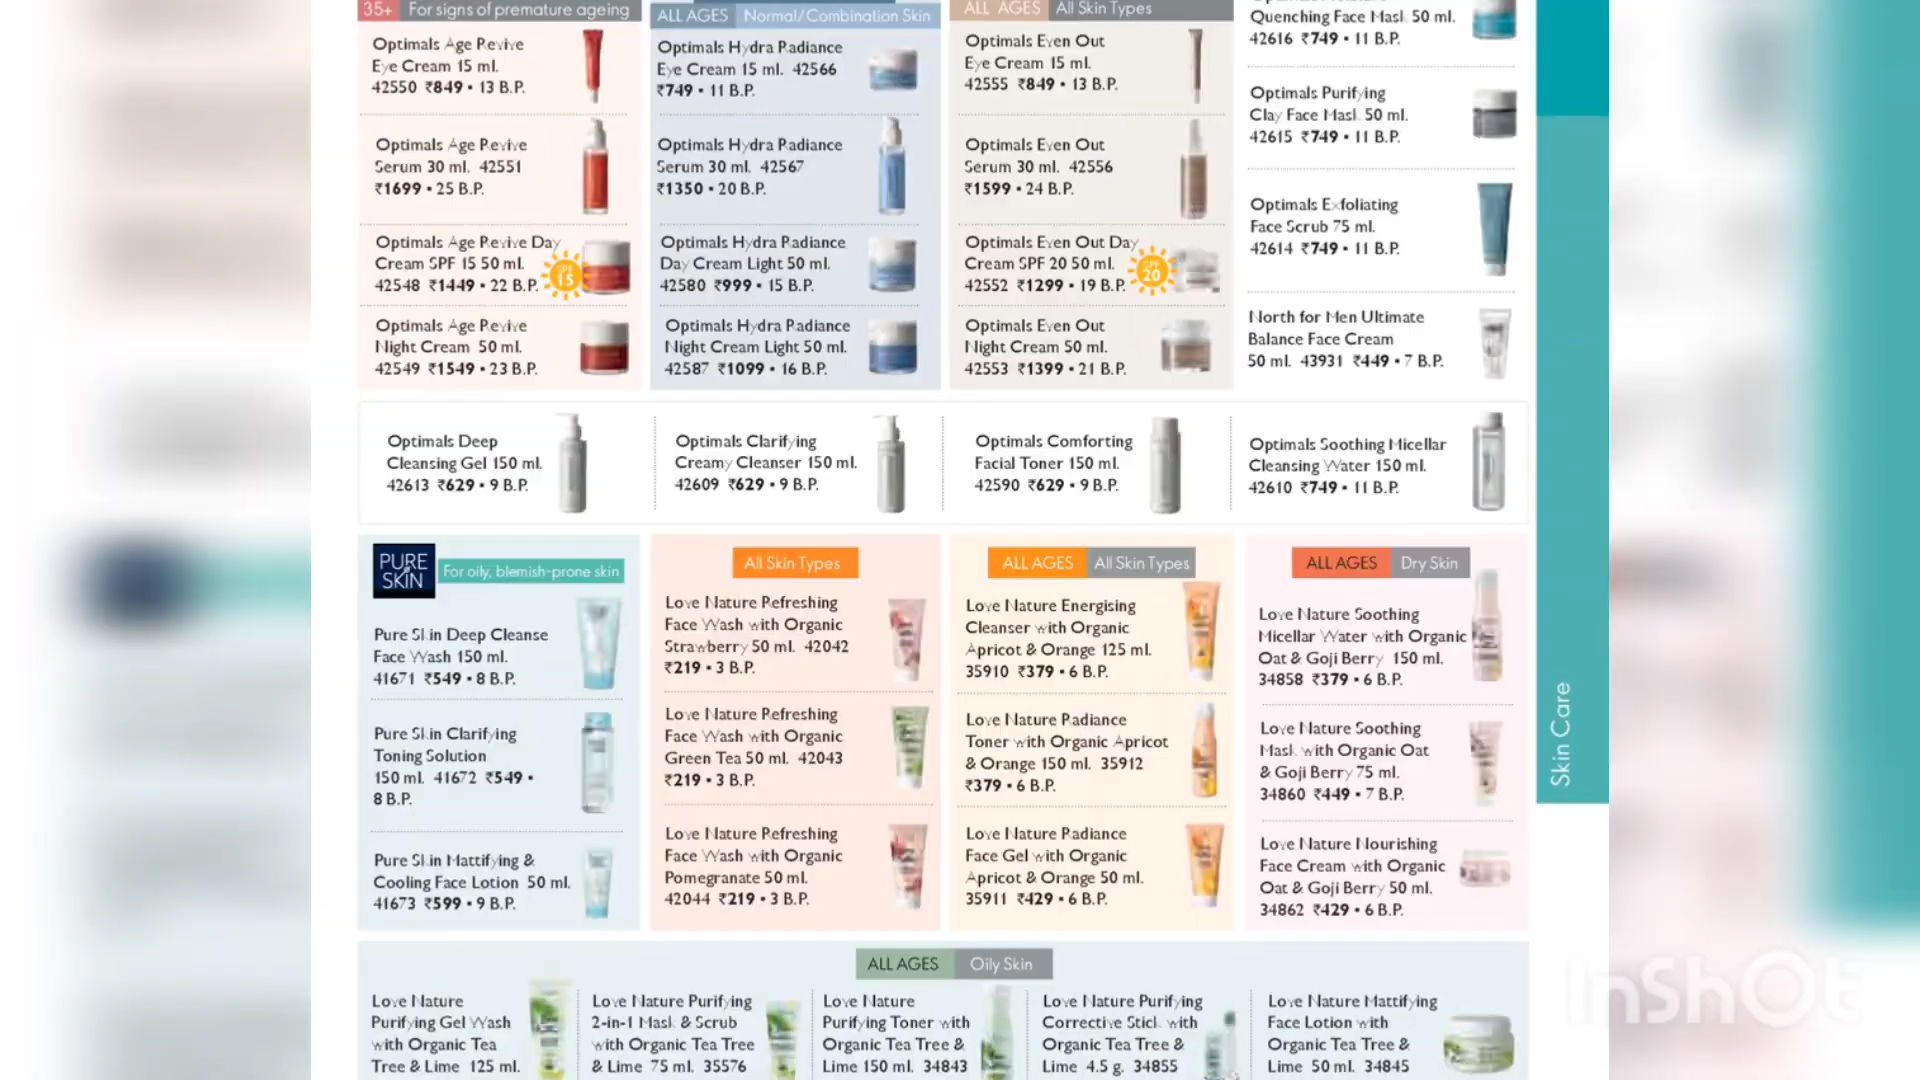 35+ For signs of premature ageing
Optimals Age Revive
Eye Cream 15 ml.
42550 ₹849 • 13 B.P.
Optimals Age Revive
Serum 30 ml. 42551
₹1699 • 25 B.P.
Optimals Age Revive Day
Cream SPF 15 50 ml.
42548 ₹1449 • 22 B.P.
SPF
15
Optimals Age Revive
Night Cream 50 ml.
42549 ₹1549 • 23 B.P.
ALL AGES Normal/Combination Skin
Optimals Hydra Radiance
Eye Cream 15 ml. 42566
₹749 • 11 B.P.
Optimals Hydra Radiance
Serum 30 ml. 42567
₹1350 • 20 B.P.
Optimals Hydra Radiance
Day Cream Light 50 ml.
42580 ₹999 • 15 B.P.
Optimals Hydra Radiance
Night Cream Light 50 ml.
42587 ₹1099 • 16 B.P.
ALL AGES All Skin Types
Optimals Even Out
Eye Cream 15 ml.
42555 ₹849 • 13 B.P.
Optimals Even Out
Serum 30 ml. 42556
₹1599 • 24 B.P.
Optimals Even Out Day
Cream SPF 20 50 ml.
42552 ₹1299 • 19 B.P.
SPF
20
Optimals Even Out
Night Cream 50 ml.
42553 ₹1399 • 21 B.P.
Quenching Face Mask 50 ml.
42616 ₹749 • 11 B.P.
Optimals Purifying
Clay Face Mask 50 ml.
42615 ₹749 • 11 B.P.
Optimals Exfoliating
Face Scrub 75 ml.
42614 ₹749 • 11 B.P.
North for Men Ultimate
Balance Face Cream
50 ml. 43931 ₹449 • 7 B.P.
Optimals Deep
Cleansing Gel 150 ml.
42613 ₹629 • 9 B.P.
Optimals Clarifying
Creamy Cleanser 150 ml.
42609 ₹629 • 9 B.P.
Optimals Comforting
Facial Toner 150 ml.
42590 ₹629 • 9 B.P.
Optimals Soothing Micellar
Cleansing Water 150 ml.
42610 ₹749 • 11 B.P.
PURE
SKIN
For oily, blemish-prone skin
Pure Skin Deep Cleanse
Face Wash 150 ml.
41671 ₹549 • 8 B.P.
Pure Skin Clarifying
Toning Solution
150 ml. 41672 ₹549 •
8 B.P.
Pure Skin Mattifying &
Cooling Face Lotion 50 ml.
41673 ₹599 • 9 B.P.
All Skin Types
Love Nature Refreshing
Face Wash with Organic
Strawberry 50 ml. 42042
₹219 • 3 B.P.
Love Nature Refreshing
Face Wash with Organic
Green Tea 50 ml. 42043
₹219 • 3 B.P.
Love Nature Refreshing
Face Wash with Organic
Pomegranate 50 ml.
42044 ₹219 • 3 B.P.
ALL AGES All Skin Types
Love Nature Energising
Cleanser with Organic
Apricot & Orange 125 ml.
35910 ₹379 • 6 B.P.
Love Nature Radiance
Toner with Organic Apricot
& Orange 150 ml. 35912
₹379 • 6 B.P.
Love Nature Radiance
Face Gel with Organic
Apricot & Orange 50 ml.
35911 ₹429 • 6 B.P.
ALL AGES Dry Skin
Love Nature Soothing
Micellar Water with Organic
Oat & Goji Berry 150 ml.
34858 ₹379 • 6 B.P.
Love Nature Soothing
Mask with Organic Oat
& Goji Berry 75 ml.
34860 ₹449 • 7 B.P.
Love Nature Nourishing
Face Cream with Organic
Oat & Goji Berry 50 ml.
34862 ₹429 • 6 B.P.
Skin Care
ALL AGES Oily Skin
Love Nature
Purifying Gel Wash
with Organic Tea
Tree & Lime 125 ml.
Love Nature Purifying
2-in-1 Mask & Scrub
with Organic Tea Tree
& Lime 75 ml. 35576
Love Nature
Purifying Toner with
Organic Tea Tree &
Lime 150 ml. 34843
Love Nature Purifying
Corrective Stick with
Organic Tea Tree &
Lime 4.5 g. 34855
Love Nature Mattifying
Face Lotion with
Organic Tea Tree &
Lime 50 ml. 34845
InShOt